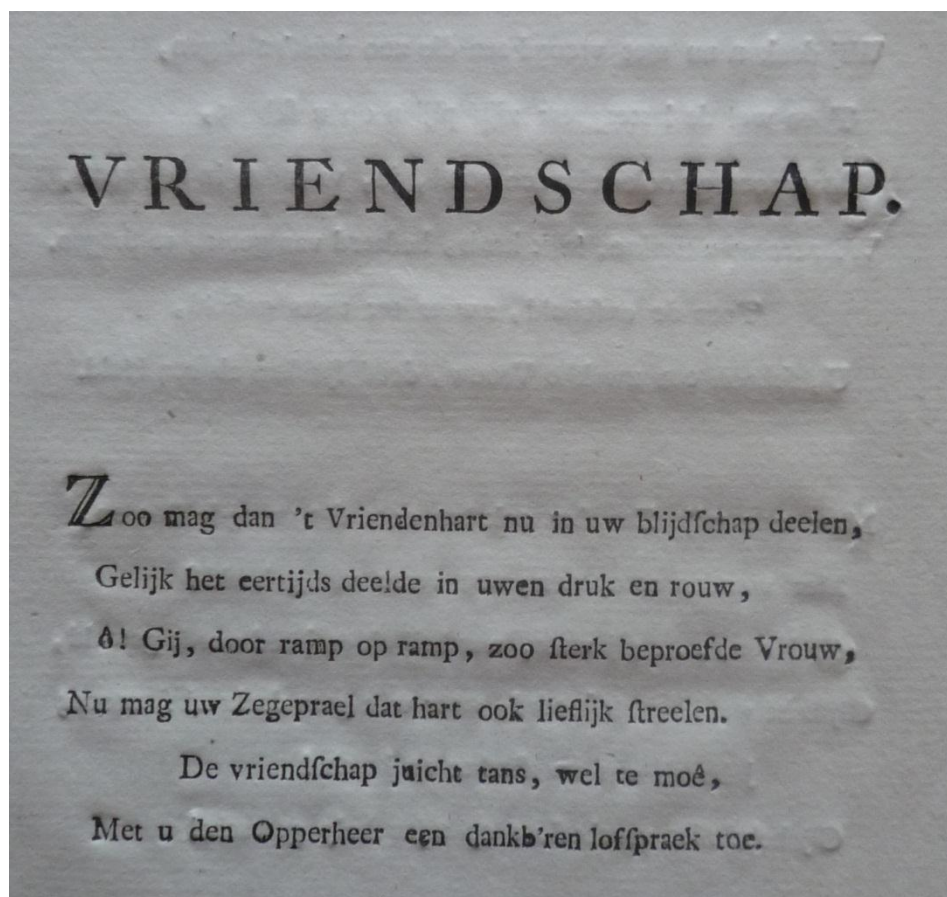 VRIENDSCHAP.
Zoo mag dan 't Vriendenhart nu in uw blijdſchap deelen,
Gelijk het eertijds deelde in uwen druk en rouw,
ô! Gij, door ramp op ramp, zoo ſterk beproefde Vrouw,
Nu mag uw Zegeprael dat hart ook lieflijk ſtreelen.
De vriendſchap juicht tans, wel te moê,
Met u den Opperheer een dankb'ren lofſpraek toe.